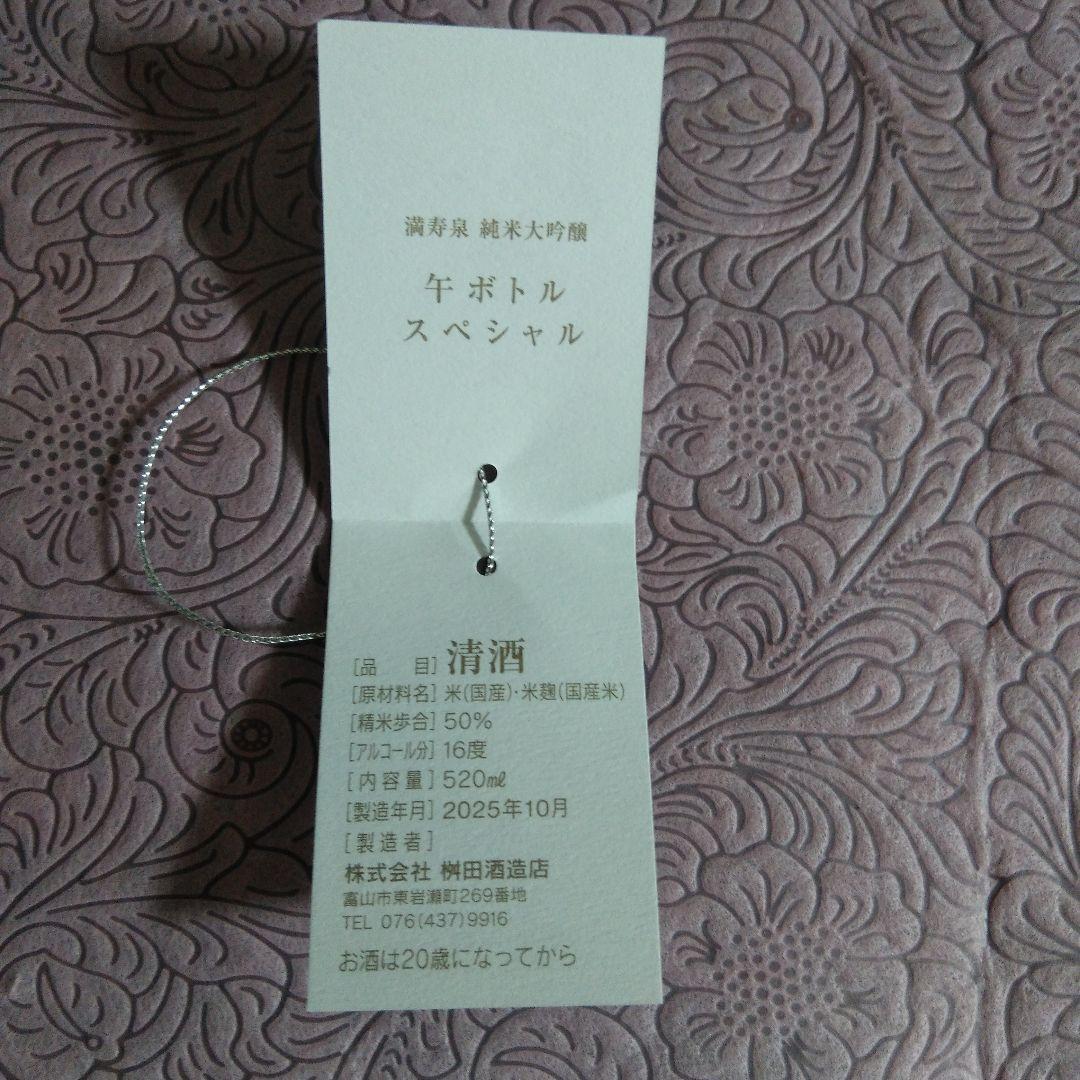 満寿泉 純米大吟醸
午ボトル
スペシャル
[品　目] 清酒
[原材料名] 米(国産)･米麹(国産米)
[精米歩合] 50%
[アルコール分] 16度
[内容量] 520㎖
[製造年月] 2025年10月
[製造者]
株式会社 桝田酒造店
富山市東岩瀬町269番地
TEL 076(437)9916
お酒は20歳になってから